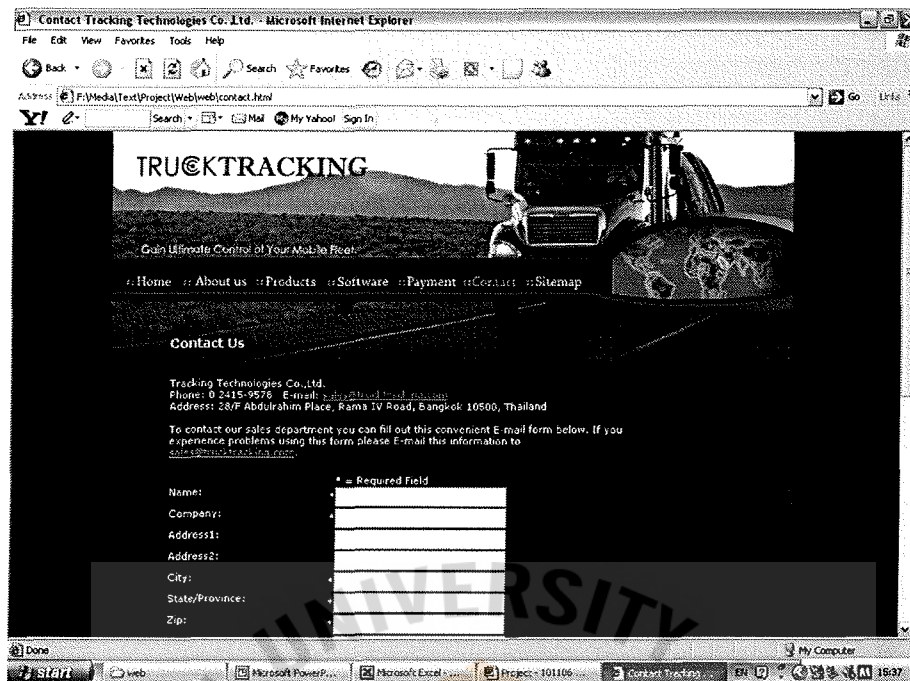 Contact Tracking Technologies Co.,Ltd. - Microsoft Internet Explorer
File Edit View Favorites Tools Help
Back Search Favorites
Address F:\Media\Text\Project\Web\web\contact.html Go Links
Y! Search Mail My Yahoo! Sign In
TRUCKTRACKING
Gain Ultimate Control of Your Mobile Fleet
::Home ::About us ::Products ::Software ::Payment ::Contact ::Sitemap
Contact Us
Tracking Technologies Co.,Ltd.
Phone: 0 2415-9576 E-mail:
Address: 28/F Abdulrahim Place, Rama IV Road, Bangkok 10500, Thailand
To contact our sales department you can fill out this convenient E-mail form below. If you
experience problems using this form please E-mail this information to
sales@trucktracking.com.
* = Required Field
Name: *
Company: *
Address1:
Address2:
City: *
State/Province: *
Zip: *
UNIVERSITY
Done My Computer
start web Microsoft PowerP... Microsoft Excel - ... Project - 101106 ... Contact Tracking ... EN 15:37